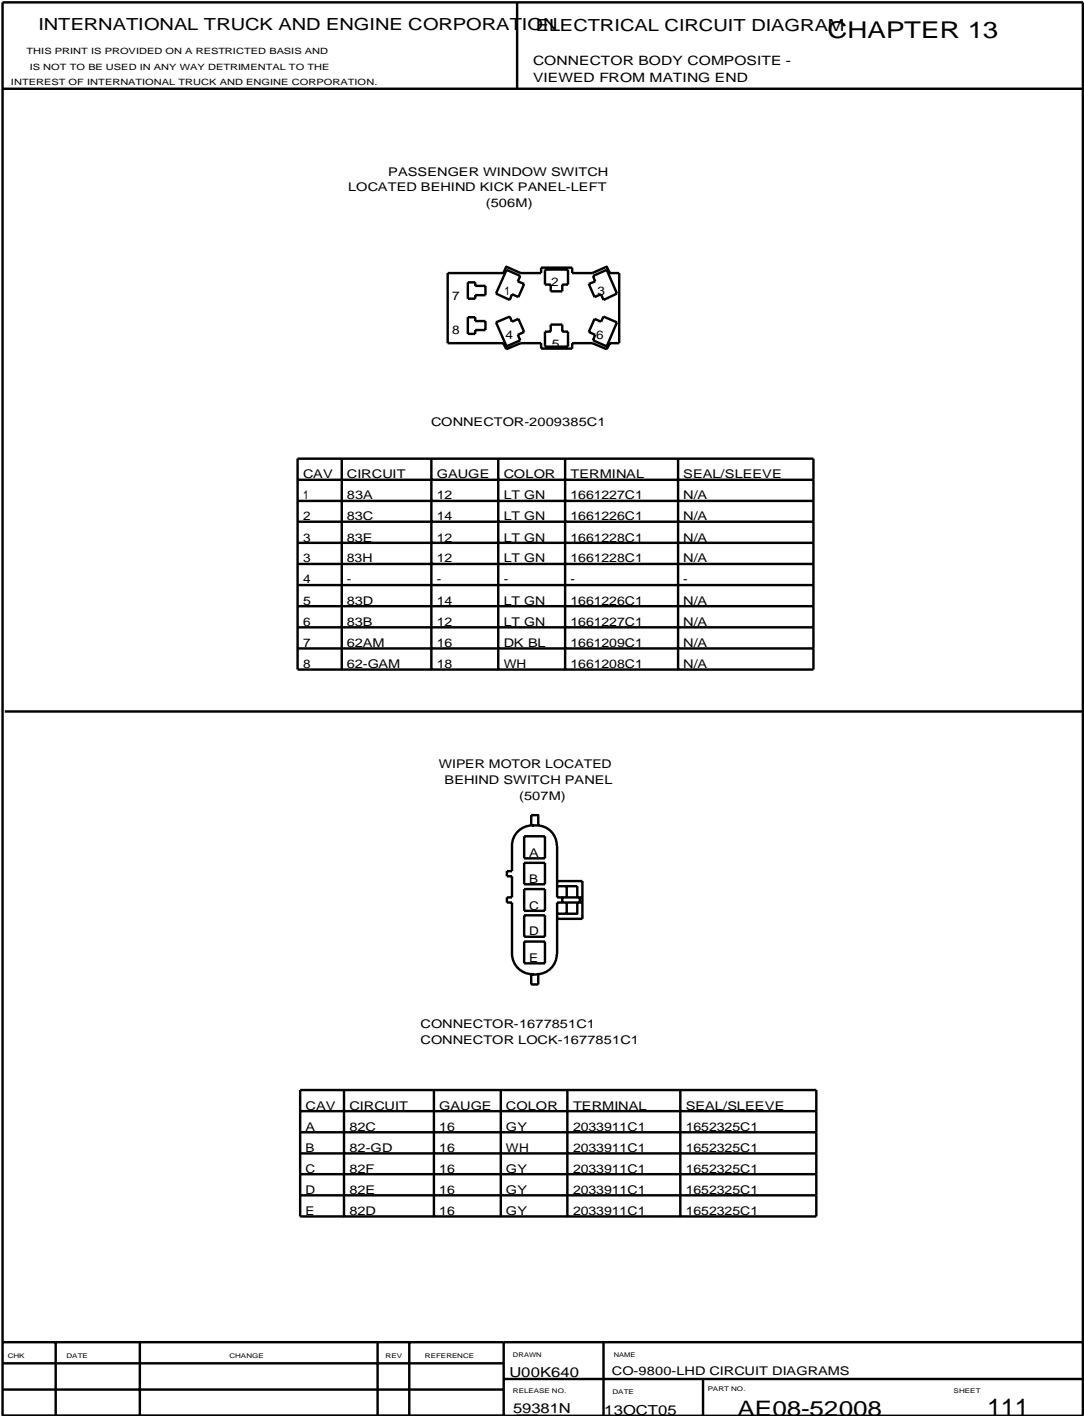 INTERNATIONAL TRUCK AND ENGINE CORPORATION
THIS PRINT IS PROVIDED ON A RESTRICTED BASIS AND
IS NOT TO BE USED IN ANY WAY DETRIMENTAL TO THE
INTEREST OF INTERNATIONAL TRUCK AND ENGINE CORPORATION.
ELECTRICAL CIRCUIT DIAGRAM
CHAPTER 13
CONNECTOR BODY COMPOSITE -
VIEWED FROM MATING END
PASSENGER WINDOW SWITCH
LOCATED BEHIND KICK PANEL-LEFT
(506M)
7 1 2 3
8 4 5 6
CONNECTOR-2009385C1
CAV CIRCUIT GAUGE COLOR TERMINAL SEAL/SLEEVE
1 83A 12 LT GN 1661227C1 N/A
2 83C 14 LT GN 1661226C1 N/A
3 83E 12 LT GN 1661228C1 N/A
3 83H 12 LT GN 1661228C1 N/A
4 - - - - -
5 83D 14 LT GN 1661226C1 N/A
6 83B 12 LT GN 1661227C1 N/A
7 62AM 16 DK BL 1661209C1 N/A
8 62-GAM 18 WH 1661208C1 N/A
WIPER MOTOR LOCATED
BEHIND SWITCH PANEL
(507M)
A
B
C
D
E
CONNECTOR-1677851C1
CONNECTOR LOCK-1677851C1
CAV CIRCUIT GAUGE COLOR TERMINAL SEAL/SLEEVE
A 82C 16 GY 2033911C1 1652325C1
B 82-GD 16 WH 2033911C1 1652325C1
C 82F 16 GY 2033911C1 1652325C1
D 82E 16 GY 2033911C1 1652325C1
E 82D 16 GY 2033911C1 1652325C1
CHK DATE CHANGE REV REFERENCE DRAWN NAME
U00K640 CO-9800-LHD CIRCUIT DIAGRAMS
RELEASE NO. DATE PART NO. SHEET
59381N 13OCT05 AE08-52008 111